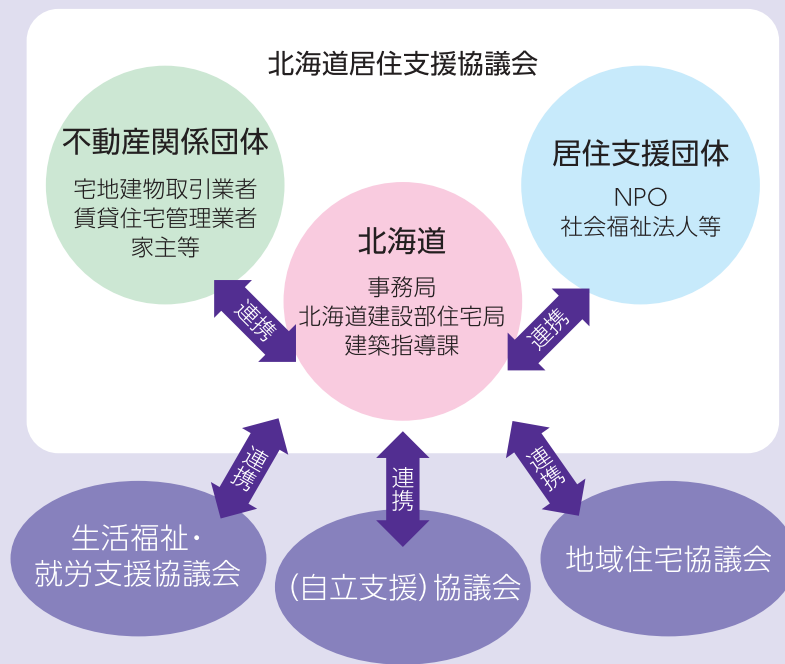 北海道居住支援協議会
不動産関係団体
宅地建物取引業者
賃貸住宅管理業者
家主等
居住支援団体
NPO
社会福祉法人等
北海道
事務局
北海道建設部住宅局
建築指導課
連携
連携
連携
連携
連携
生活福祉・
就労支援協議会
(自立支援)協議会
地域住宅協議会